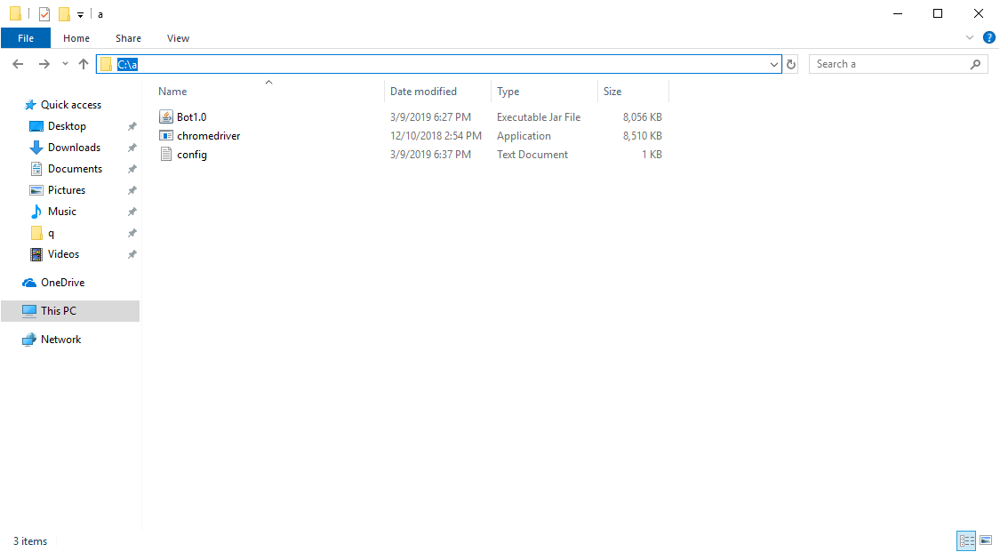 a
File Home Share View
C:\a
Search a
Name Date modified Type Size
Quick access
Desktop
Downloads
Documents
Pictures
Music
q
Videos
OneDrive
This PC
Network
Bot1.0 3/9/2019 6:27 PM Executable Jar File 8,056 KB
chromedriver 12/10/2018 2:54 PM Application 8,510 KB
config 3/9/2019 6:37 PM Text Document 1 KB
3 items